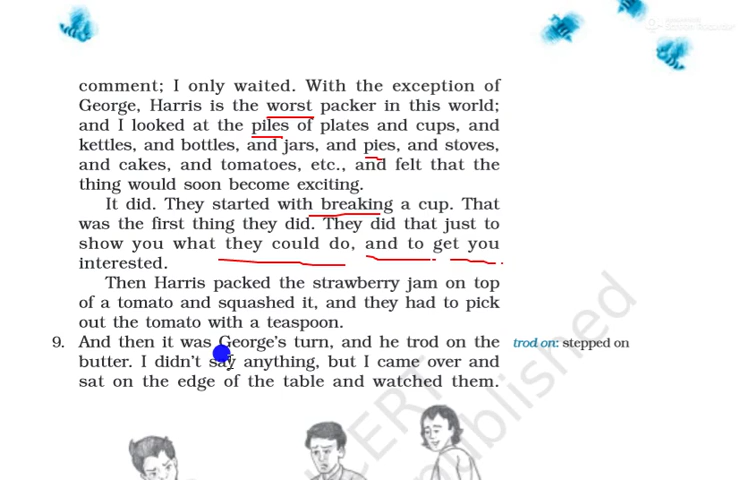 comment; I only waited. With the exception of
George, Harris is the worst packer in this world;
and I looked at the piles of plates and cups, and
kettles, and bottles, and jars, and pies, and stoves,
and cakes, and tomatoes, etc., and felt that the
thing would soon become exciting.
It did. They started with breaking a cup. That
was the first thing they did. They did that just to
show you what they could do, and to get you
interested.
Then Harris packed the strawberry jam on top
of a tomato and squashed it, and they had to pick
out the tomato with a teaspoon.
9. And then it was George's turn, and he trod on the
trod on: stepped on
butter. I didn't say anything, but I came over and
sat on the edge of the table and watched them.